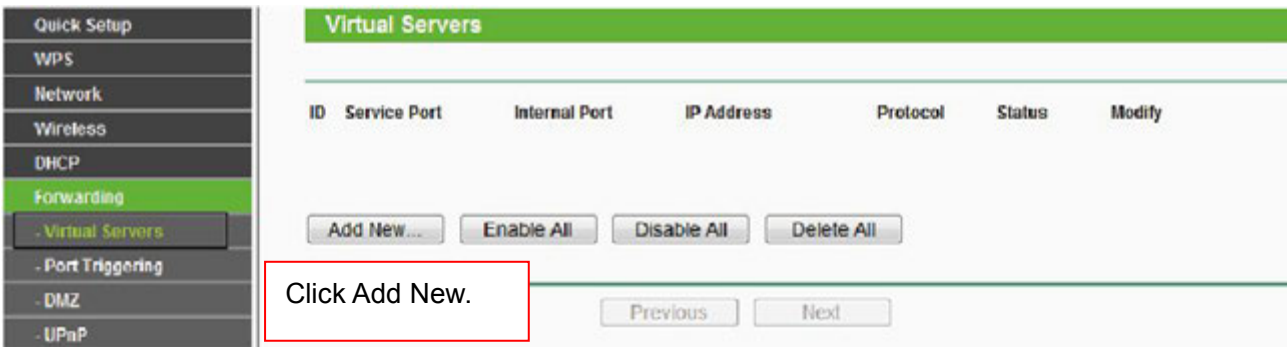 Quick Setup
WPS
Network
Wireless
DHCP
Forwarding
- Virtual Servers
- Port Triggering
- DMZ
- UPnP
Virtual Servers
ID Service Port Internal Port IP Address Protocol Status Modify
Add New... Enable All Disable All Delete All
Click Add New.
Previous Next